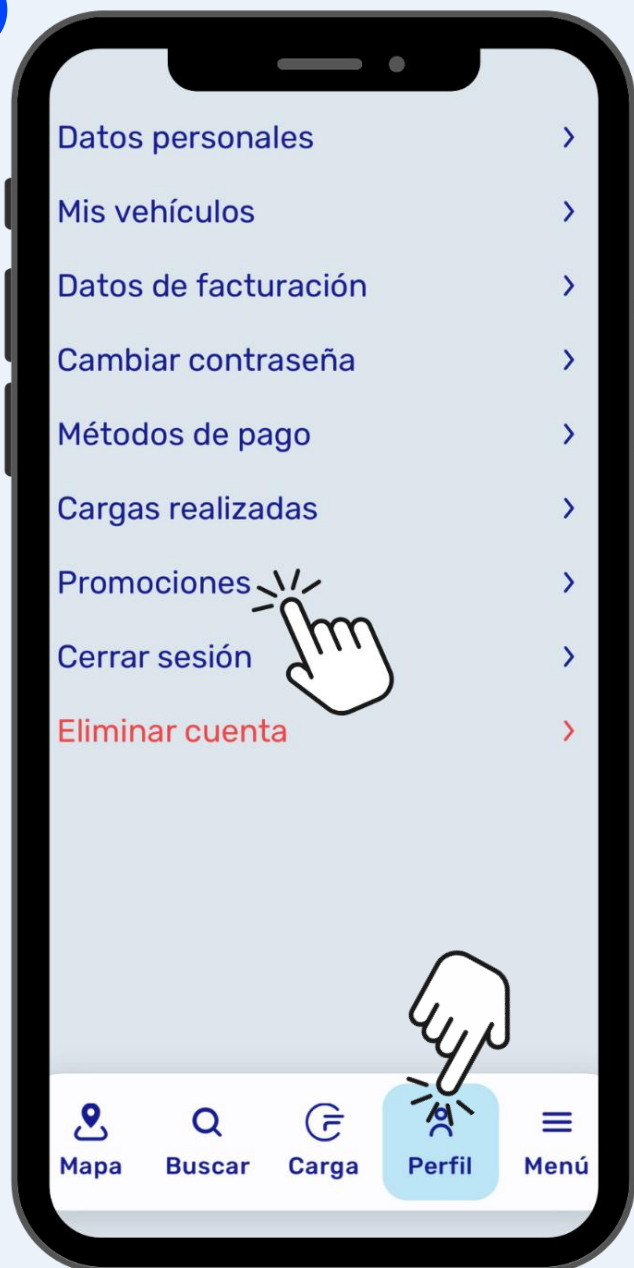 Datos personales
Mis vehículos
Datos de facturación
Cambiar contraseña
Métodos de pago
Cargas realizadas
Promociones
Cerrar sesión
Eliminar cuenta
Mapa Buscar Carga Perfil Menú